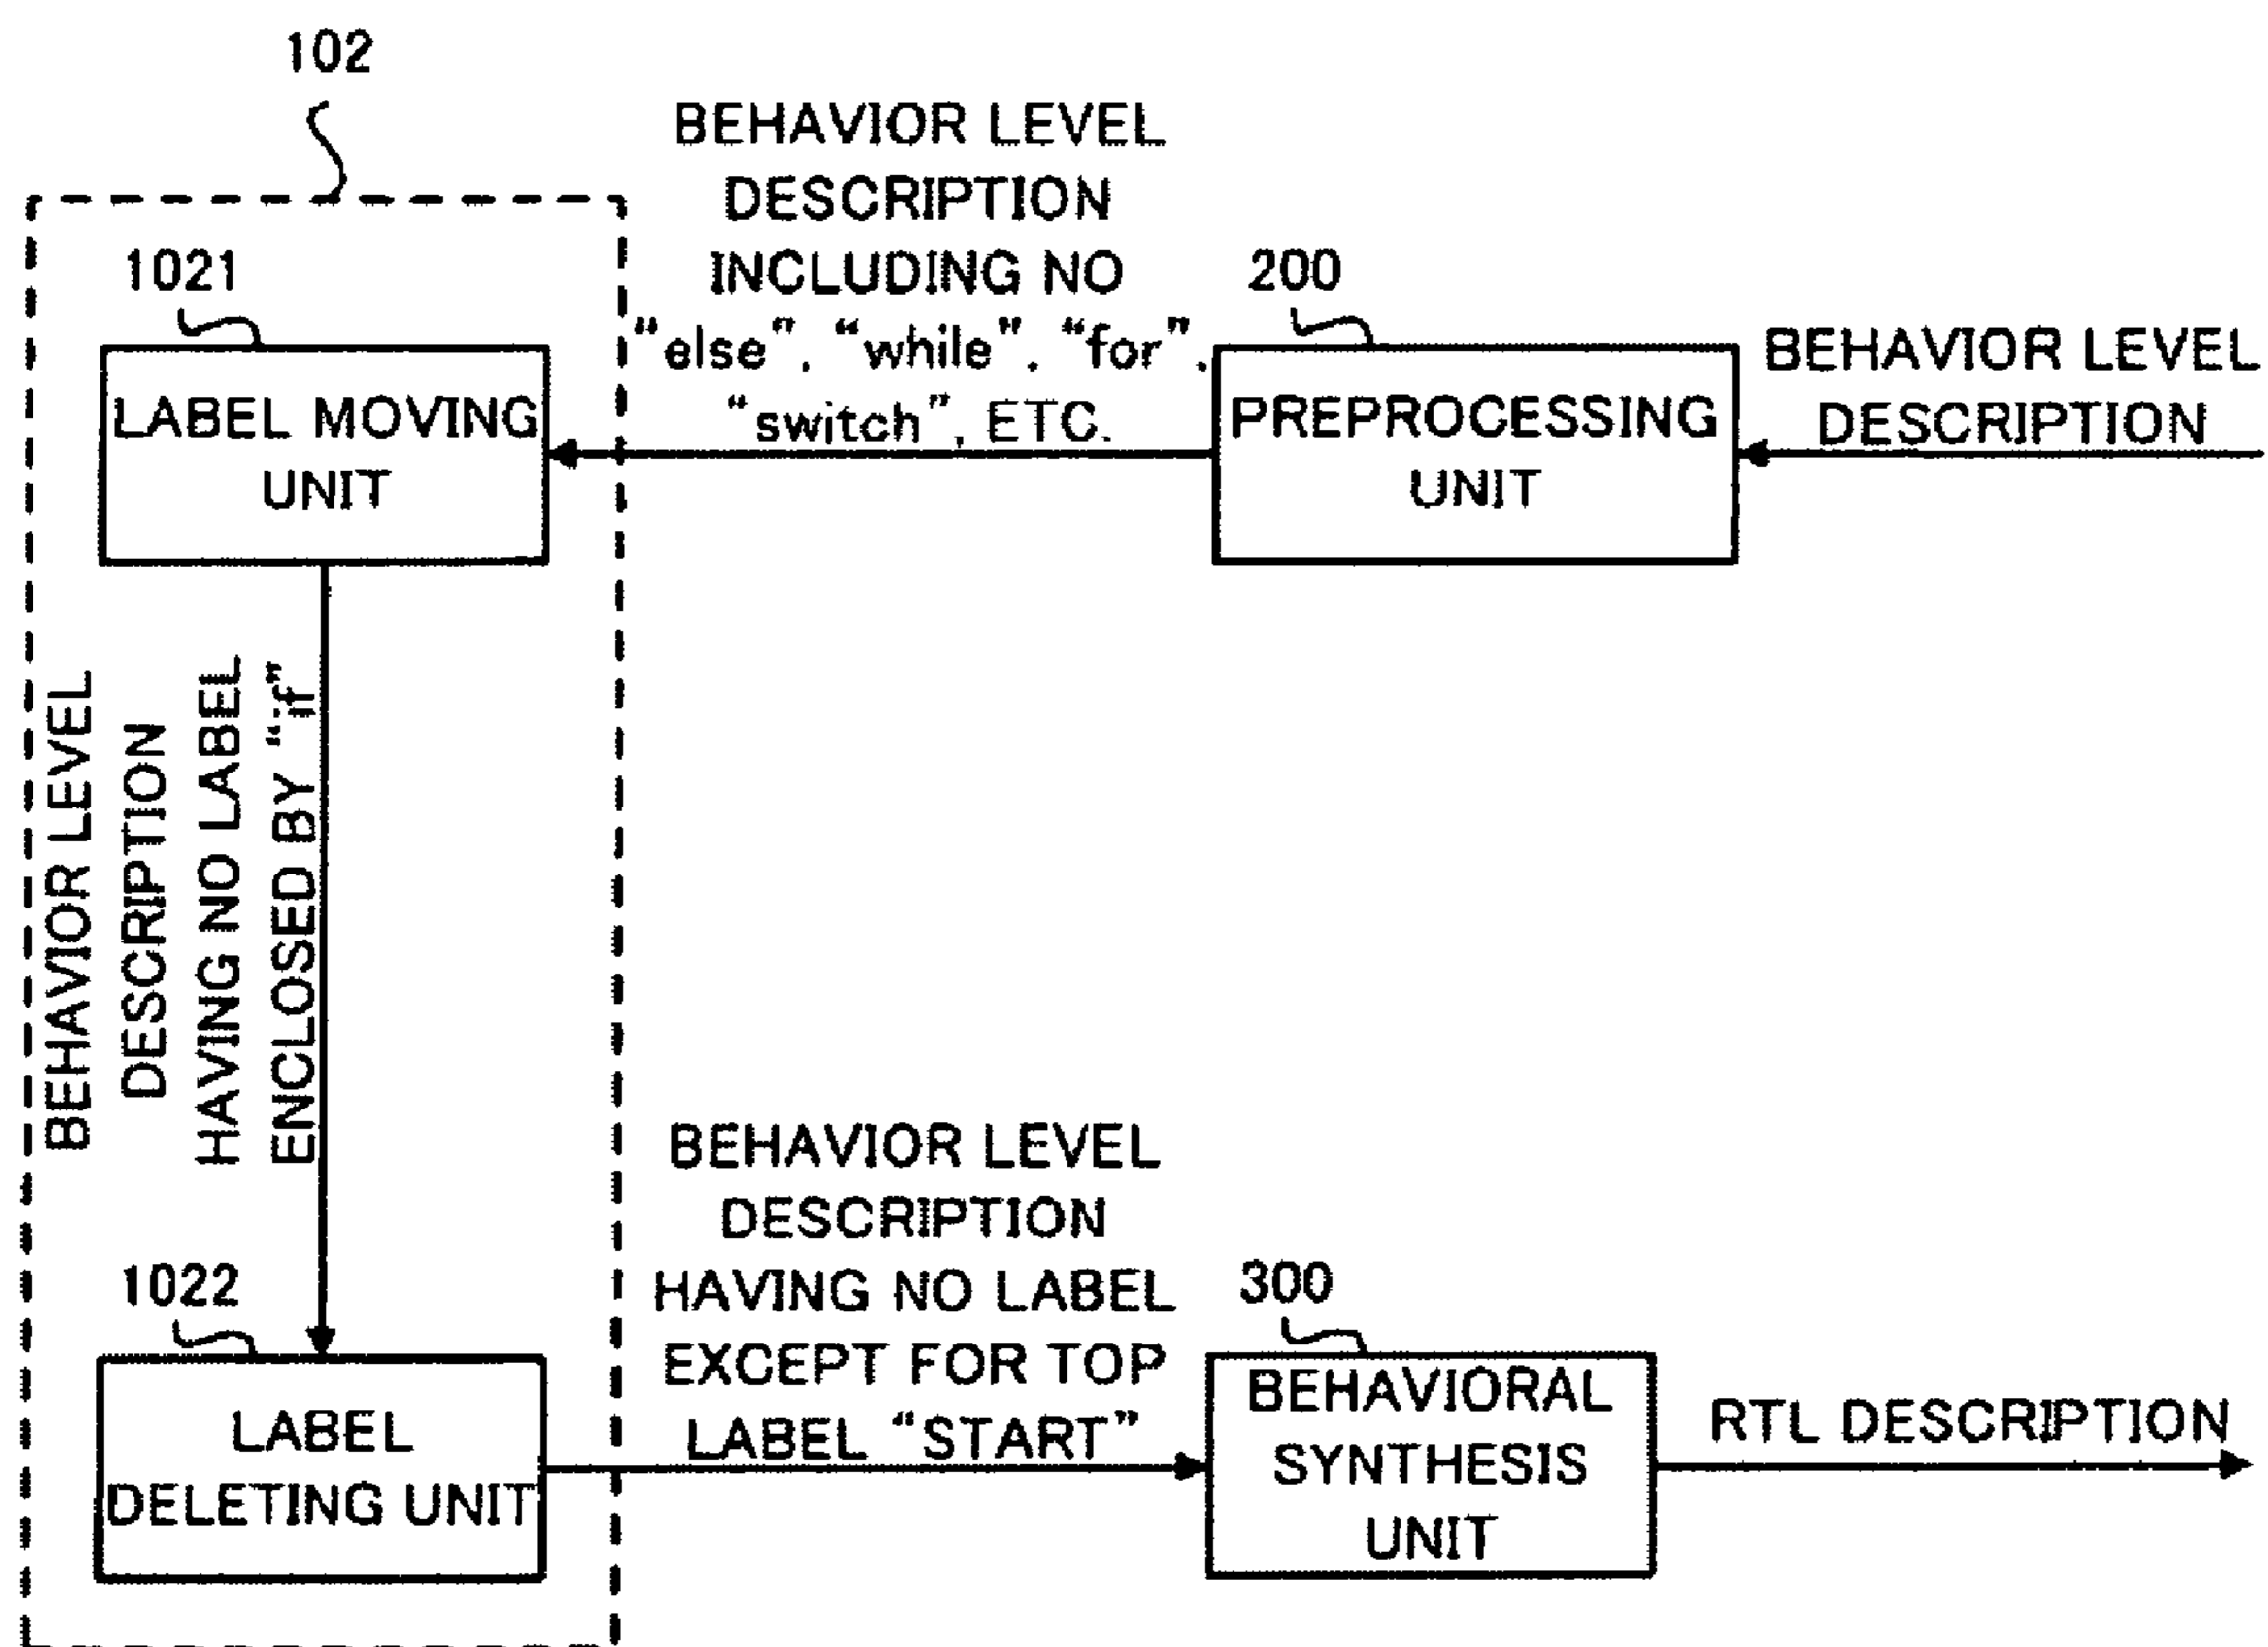 102
BEHAVIOR LEVEL
DESCRIPTION
INCLUDING NO
“else”, “while”, “for”,
“switch”, ETC.
1021
LABEL MOVING
UNIT
200
PREPROCESSING
UNIT
BEHAVIOR LEVEL
DESCRIPTION
BEHAVIOR LEVEL
DESCRIPTION
HAVING NO LABEL
ENCLOSED BY “if”
1022
LABEL
DELETING UNIT
BEHAVIOR LEVEL
DESCRIPTION
HAVING NO LABEL
EXCEPT FOR TOP
LABEL “START”
300
BEHAVIORAL
SYNTHESIS
UNIT
RTL DESCRIPTION